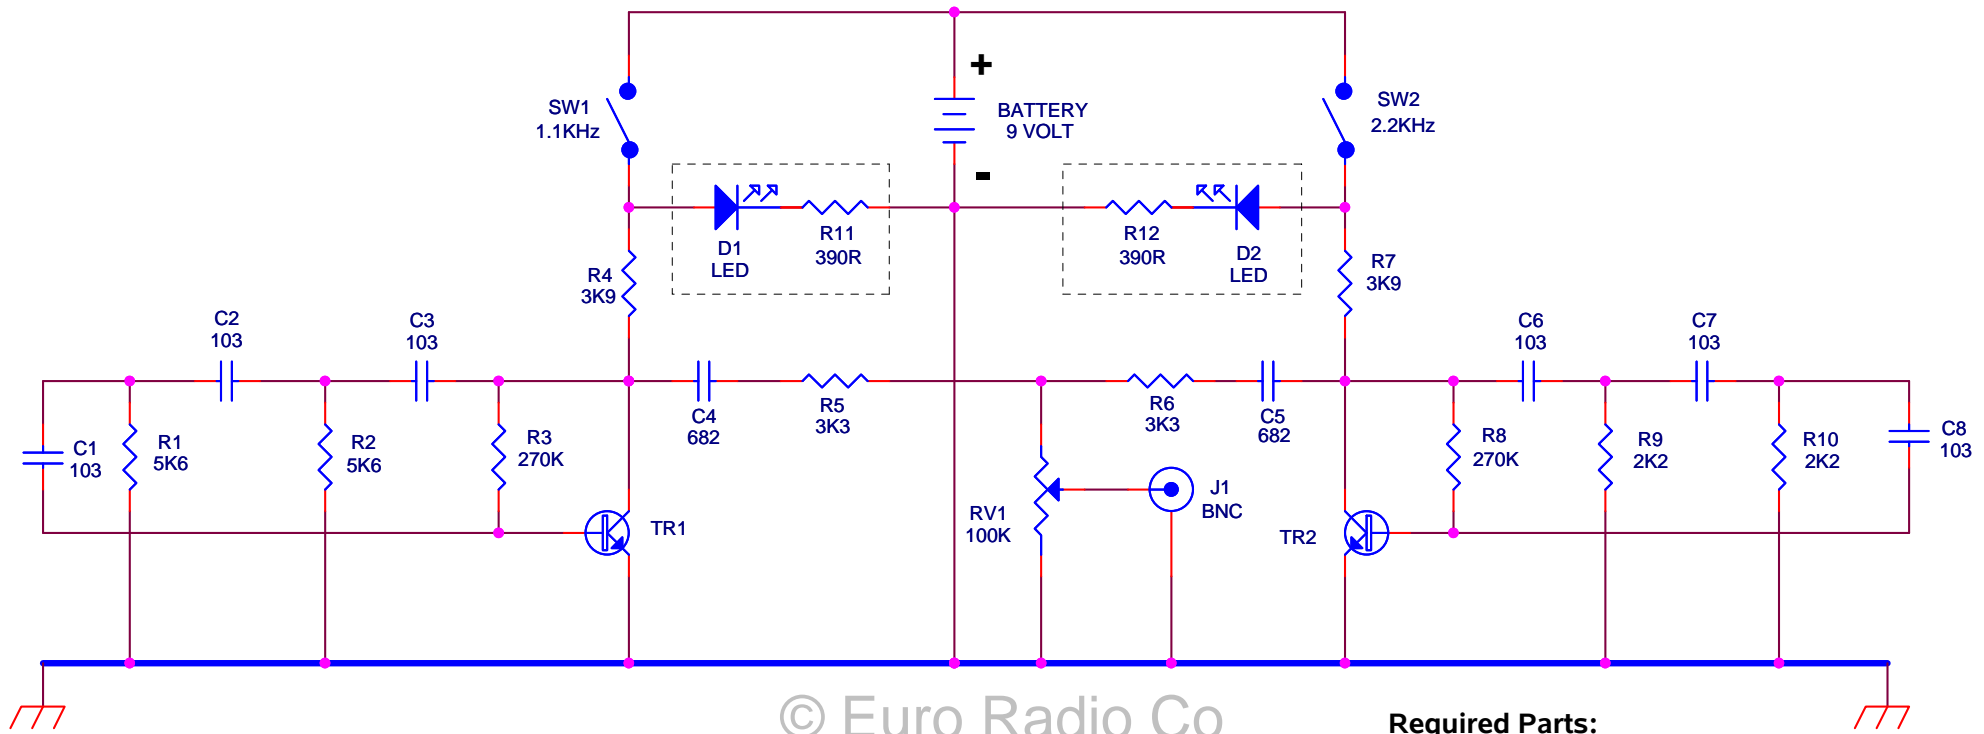 +
SW1
1.1KHz
BATTERY
9 VOLT
SW2
2.2KHz
-
D1
LED
R11
390R
R12
390R
D2
LED
R4
3K9
R7
3K9
C2
103
C3
103
C6
103
C7
103
C1
103
R1
5K6
R2
5K6
R3
270K
C4
682
R5
3K3
R6
3K3
C5
682
R8
270K
R9
2K2
R10
2K2
C8
103
TR1
RV1
100K
J1
BNC
TR2
© Euro Radio Co
Required Parts: